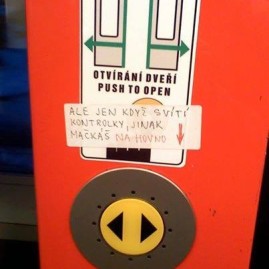 OTVÍRÁNÍ DVEŘÍ
PUSH TO OPEN
ALE JEN KDYŽ SVÍTÍ
KONTROLKY, JINAK
MAČKÁŠ NA HOVNO